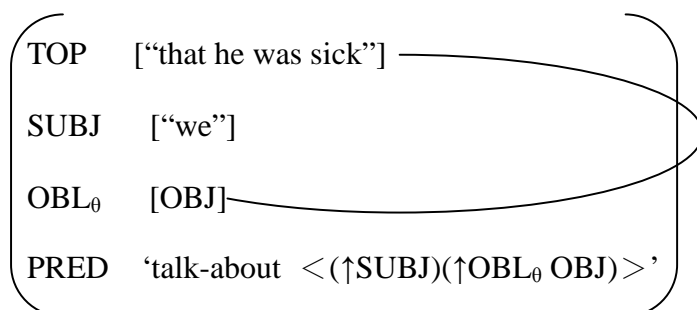 TOP [“that he was sick”]
SUBJ [“we”]
OBLθ [OBJ]
PRED ‘talk-about <(↑SUBJ)(↑OBLθ OBJ)>’